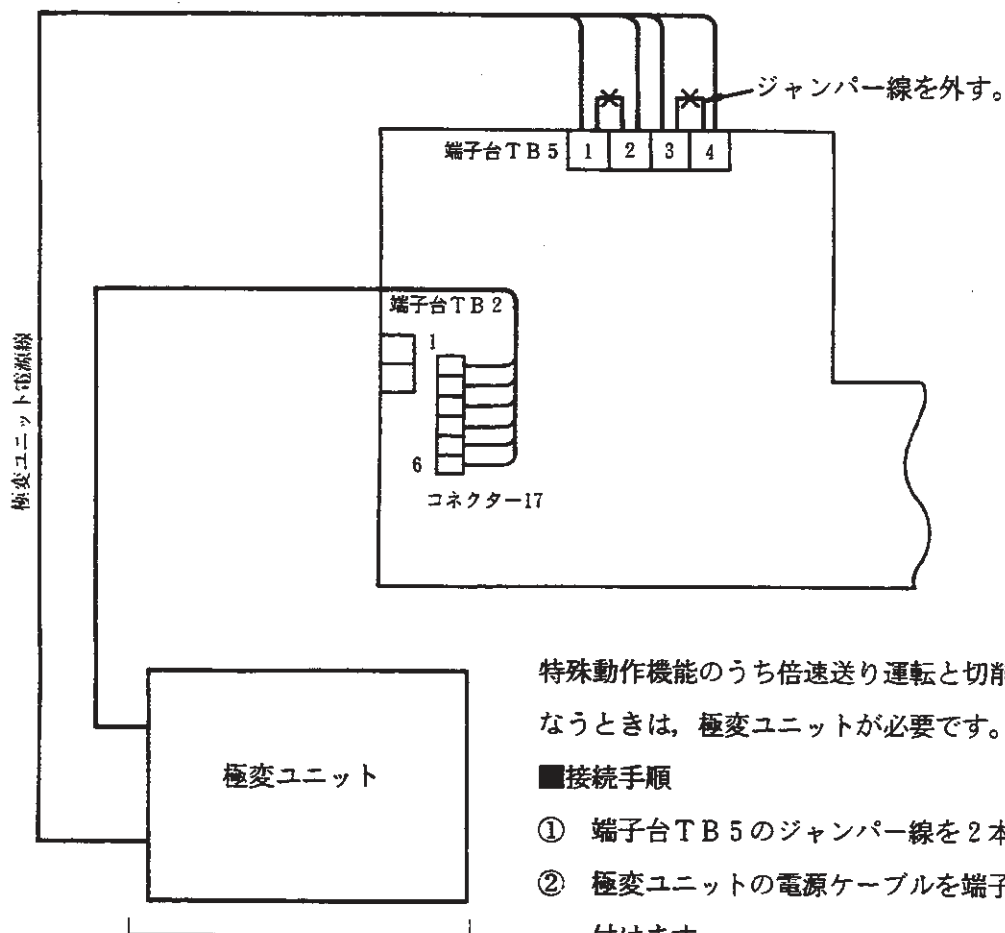 ジャンパー線を外す。
端子台TB5 1 2 3 4
端子台TB2
1
6
コネクター17
極変ユニット電源線
極変ユニット
特殊動作機能のうち倍速送り運転と切削
なうときは,極変ユニットが必要です。
■接続手順
① 端子台TB5のジャンパー線を2本
② 極変ユニットの電源ケーブルを端子
付けます